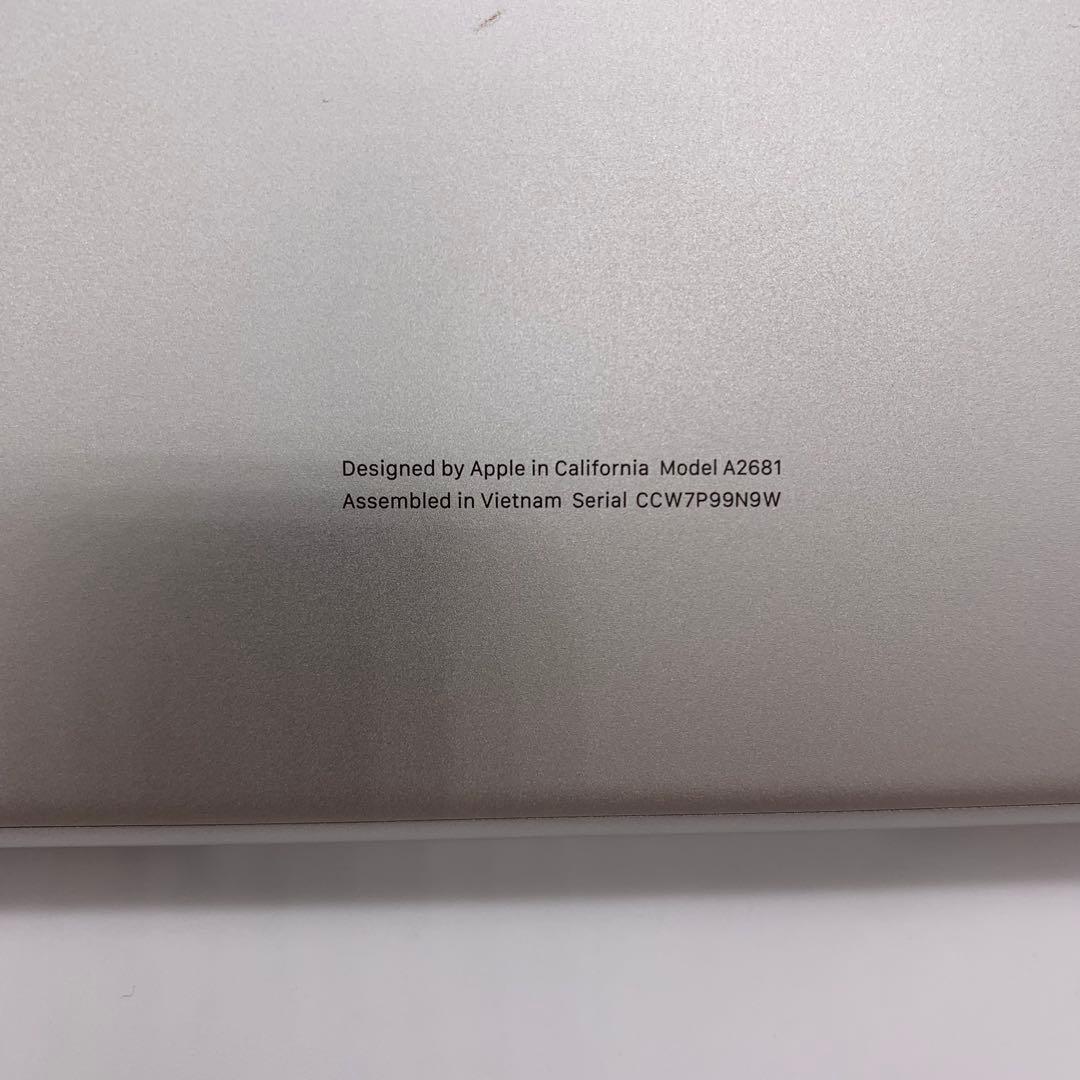 Designed by Apple in California Model A2681
Assembled in Vietnam Serial CCW7P99N9W